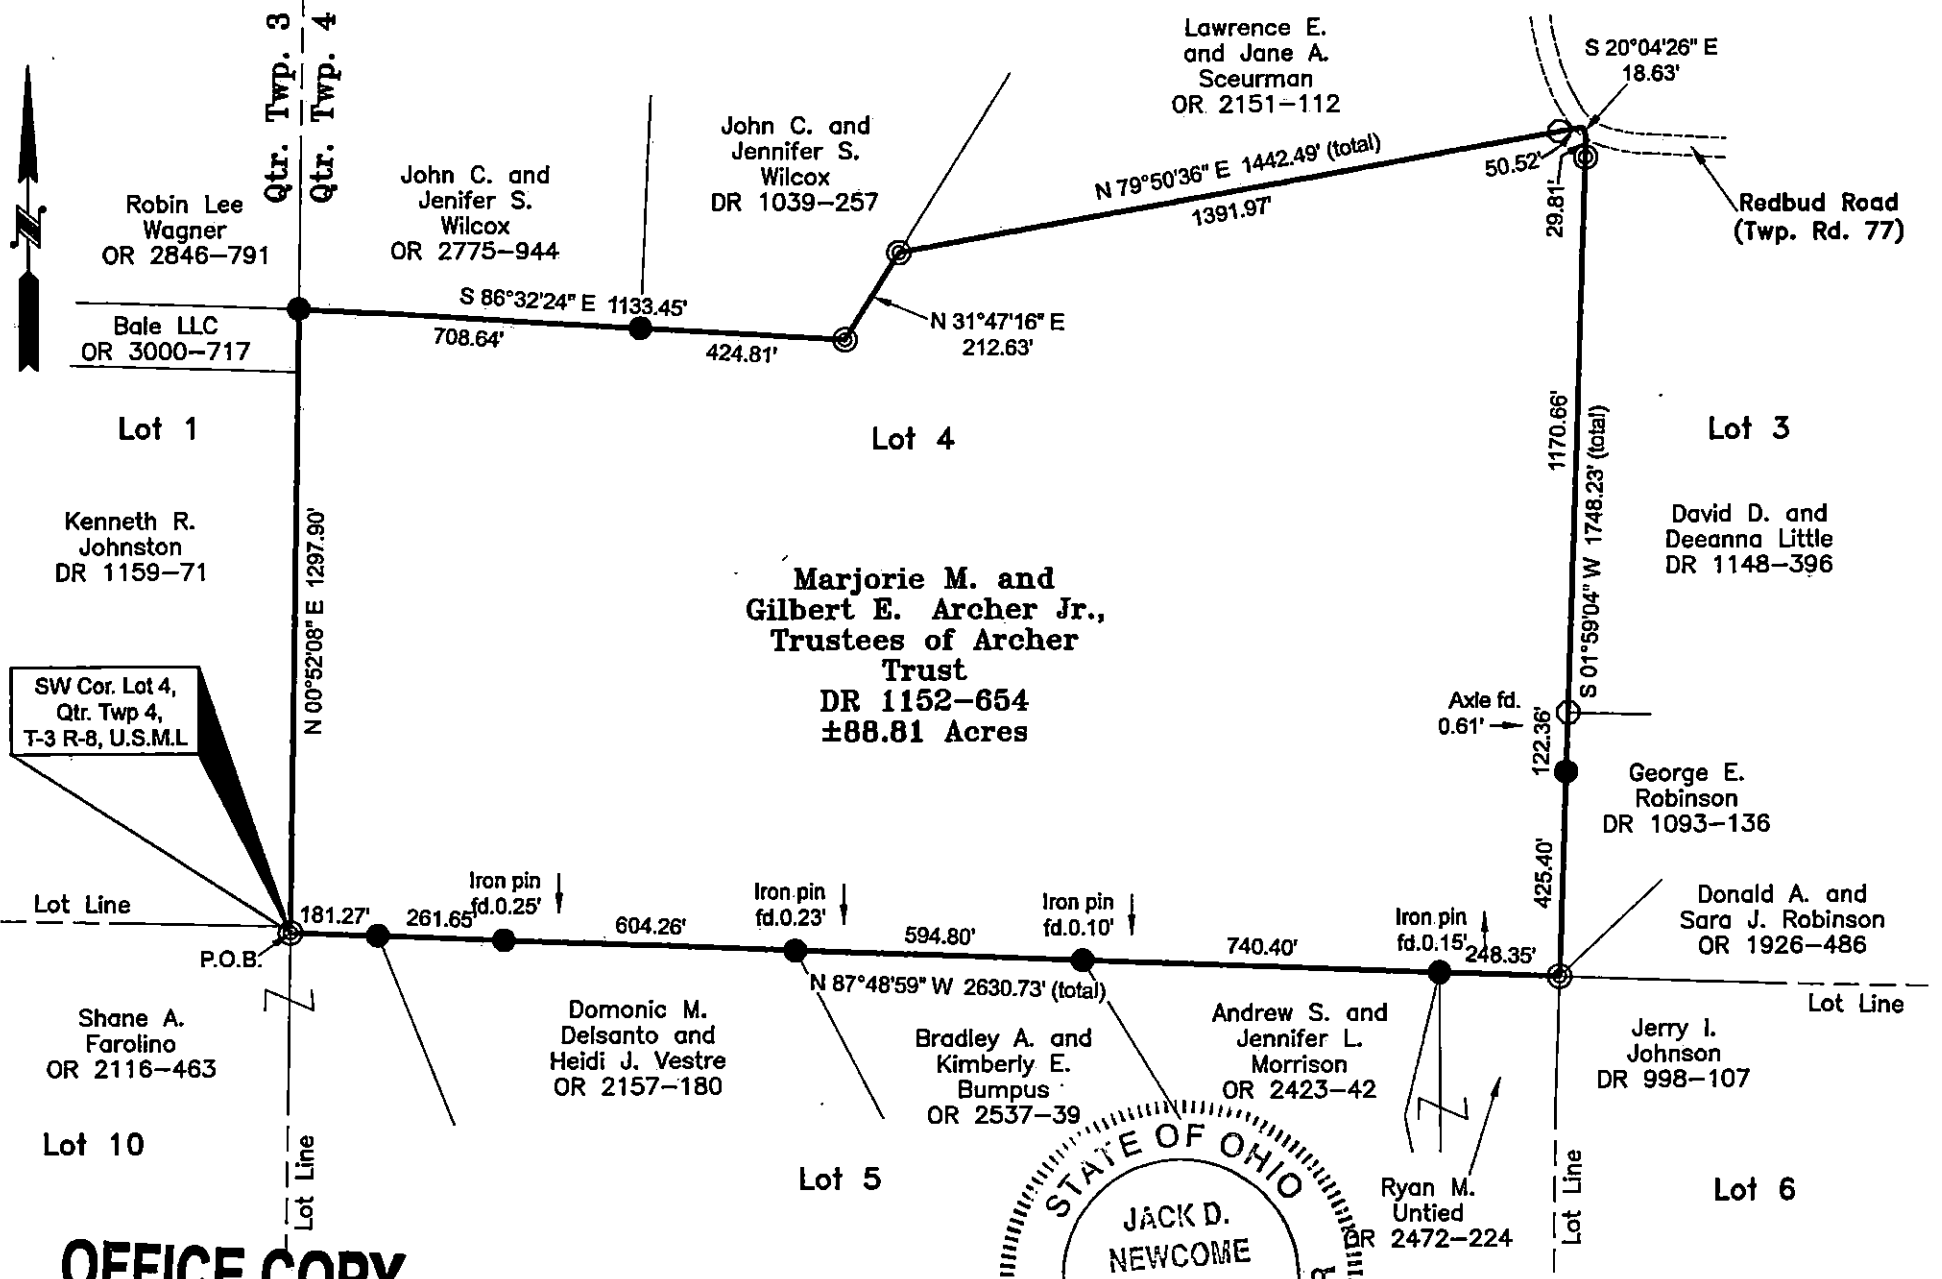 Qtr. Twp. 3
Qtr. Twp. 4
Lawrence E.
and Jane A.
Sceurman
OR 2151-112
S 20°04'26" E
18.63'
John C. and
Jennifer S.
Wilcox
DR 1039-257
John C. and
Jenifer S.
Wilcox
OR 2775-944
Robin Lee
Wagner
OR 2846-791
N
N 79°50'36" E 1442.49' (total)
1391.97'
50.52'
29.81'
Redbud Road
(Twp. Rd. 77)
S 86°32'24" E 1133.45'
708.64'
424.81'
N 31°47'16" E
212.63'
Bale LLC
OR 3000-717
Lot 1
Lot 4
Lot 3
1170.66'
S 01°59'04" W 1748.23' (total)
Kenneth R.
Johnston
DR 1159-71
N 00°52'08" E 1297.90'
David D. and
Deeanna Little
DR 1148-396
Marjorie M. and
Gilbert E. Archer Jr.,
Trustees of Archer
Trust
DR 1152-654
±88.81 Acres
SW Cor. Lot 4,
Qtr. Twp 4,
T-3 R-8, U.S.M.L
Axle fd.
0.61'
122.36'
George E.
Robinson
DR 1093-136
425.40'
Lot Line
P.O.B.
181.27'
261.65'
Iron pin
fd.0.25'
604.26'
Iron pin
fd.0.23'
594.80'
Iron pin
fd.0.10'
740.40'
Iron pin
fd.0.15'
248.35'
Donald A. and
Sara J. Robinson
OR 1926-486
N 87°48'59" W 2630.73' (total)
Lot Line
Shane A.
Farolino
OR 2116-463
Domonic M.
Delsanto and
Heidi J. Vestre
OR 2157-180
Bradley A. and
Kimberly E.
Bumpus
OR 2537-39
Andrew S. and
Jennifer L.
Morrison
OR 2423-42
Jerry I.
Johnson
DR 998-107
Lot 10
Lot Line
Lot 5
Ryan M.
Untied
OR 2472-224
Lot Line
Lot 6
STATE OF OHIO
JACK D.
NEWCOME
OFFICE COPY